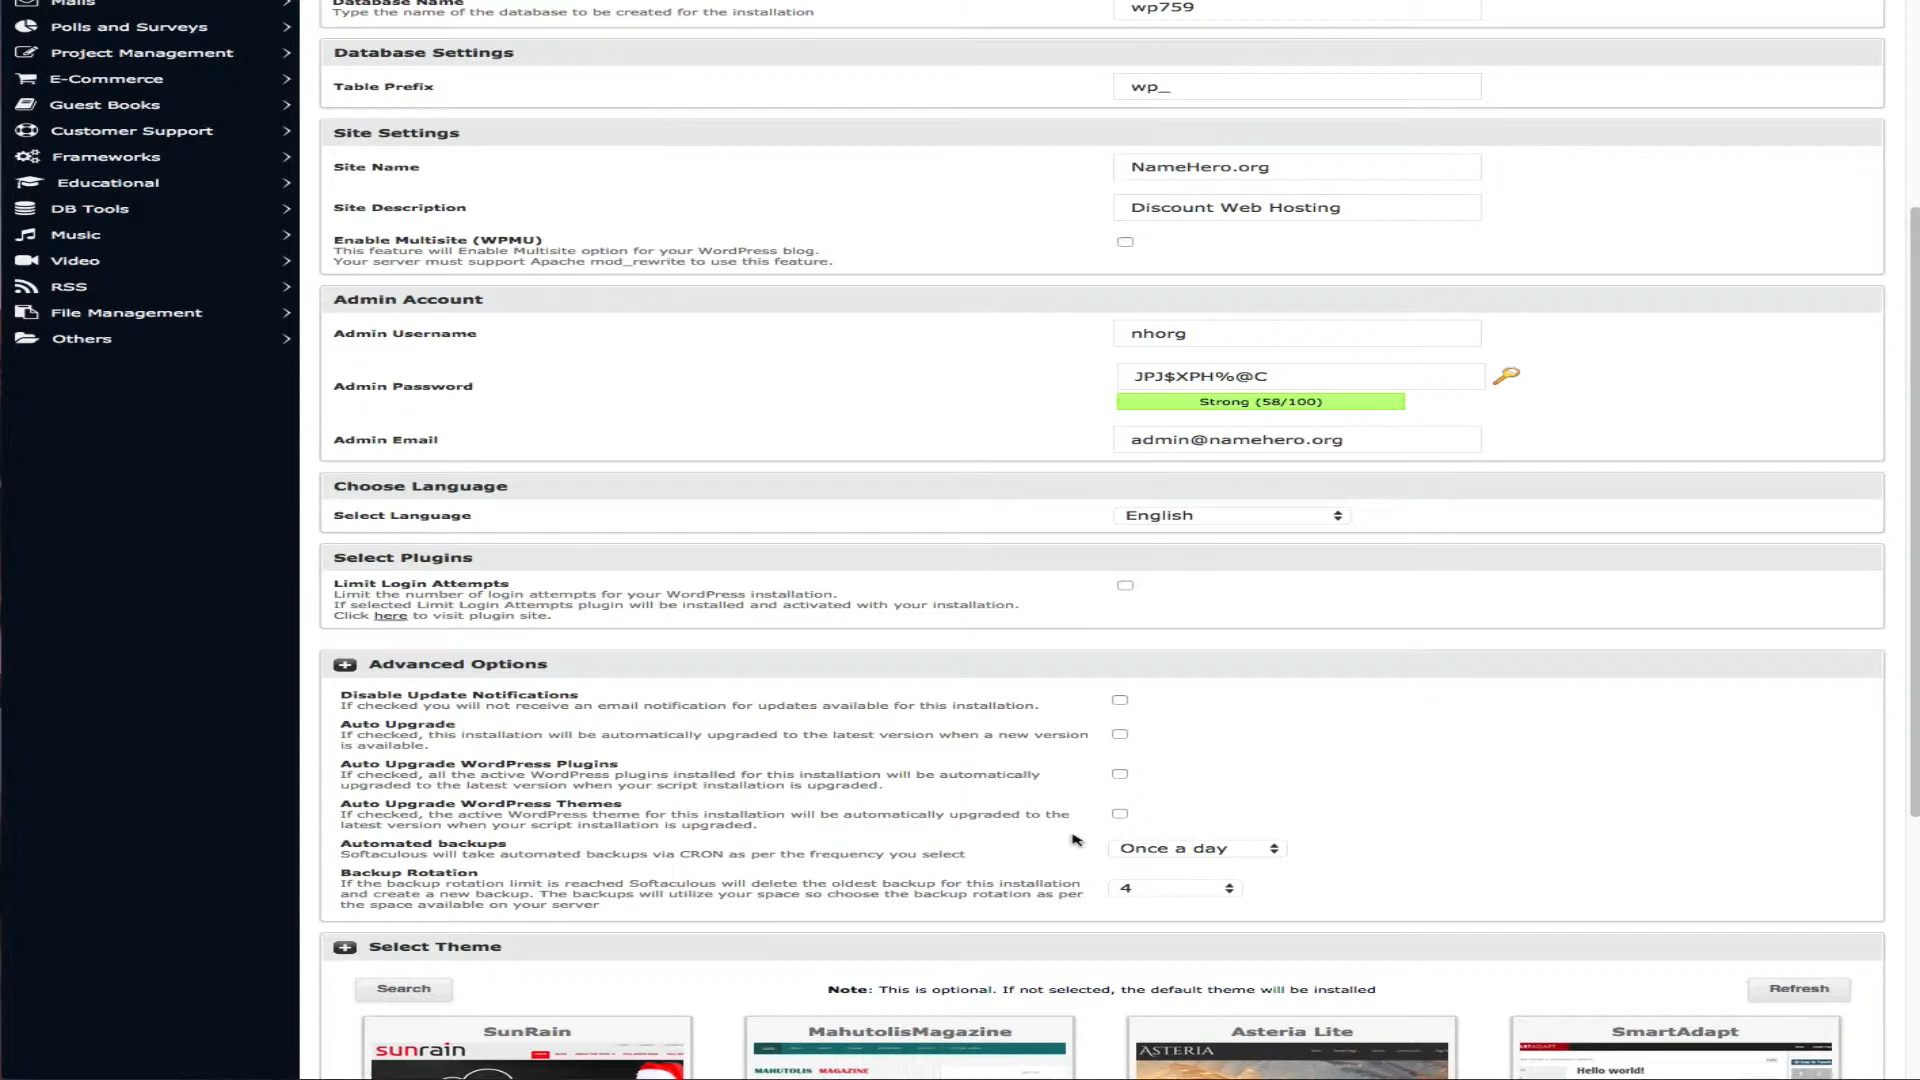 Mails
Polls and Surveys
Project Management
E-Commerce
Guest Books
Customer Support
Frameworks
Educational
DB Tools
Music
Video
RSS
File Management
Others
Database Name
Type the name of the database to be created for the installation
wp759
Database Settings
Table Prefix
wp_
Site Settings
Site Name
NameHero.org
Site Description
Discount Web Hosting
Enable Multisite (WPMU)
This feature will Enable Multisite option for your WordPress blog.
Your server must support Apache mod_rewrite to use this feature.
Admin Account
Admin Username
nhorg
Admin Password
JPJ$XPH%@C
Strong (58/100)
Admin Email
admin@namehero.org
Choose Language
Select Language
English
Select Plugins
Limit Login Attempts
Limit the number of login attempts for your WordPress installation.
If selected Limit Login Attempts plugin will be installed and activated with your installation.
Click here to visit plugin site.
Advanced Options
Disable Update Notifications
If checked you will not receive an email notification for updates available for this installation.
Auto Upgrade
If checked, this installation will be automatically upgraded to the latest version when a new version
is available.
Auto Upgrade WordPress Plugins
If checked, all the active WordPress plugins installed for this installation will be automatically
upgraded to the latest version when your script installation is upgraded.
Auto Upgrade WordPress Themes
If checked, the active WordPress theme for this installation will be automatically upgraded to the
latest version when your script installation is upgraded.
Automated backups
Softaculous will take automated backups via CRON as per the frequency you select
Once a day
Backup Rotation
If the backup rotation limit is reached Softaculous will delete the oldest backup for this installation
and create a new backup. The backups will utilize your space so choose the backup rotation as per
the space available on your server
4
Select Theme
Search
Note: This is optional. If not selected, the default theme will be installed
Refresh
SunRain
MahutolisMagazine
Asteria Lite
SmartAdapt
sunrain
MAHUTOLIS MAGAZINE
ASTERIA
Hello world!